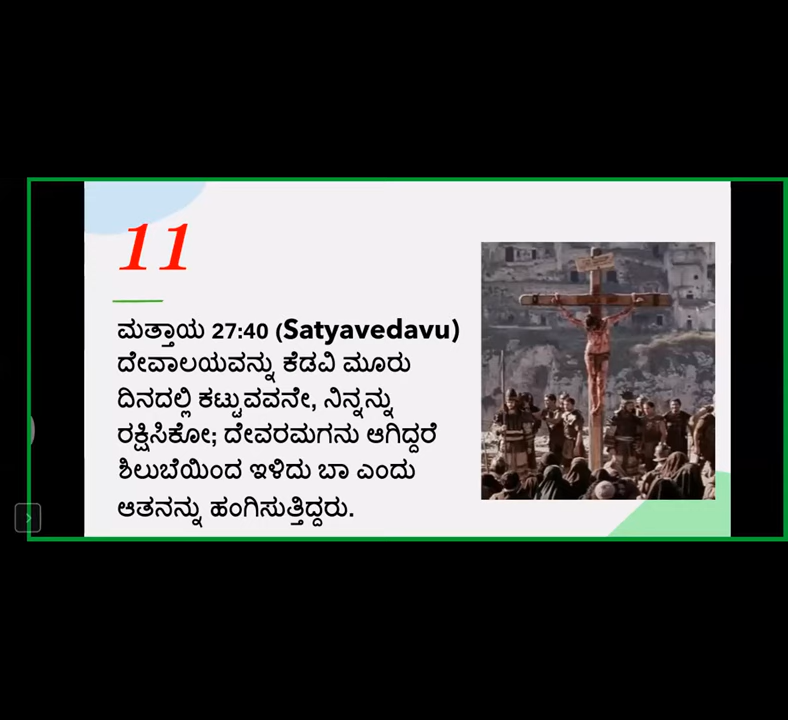 11
ಮತ್ತಾಯ 27:40 (Satyavedavu)
ದೇವಾಲಯವನ್ನು ಕೆಡವಿ ಮೂರು
ದಿನದಲ್ಲಿ ಕಟ್ಟುವವನೇ, ನಿನ್ನನ್ನು
ರಕ್ಷಿಸಿಕೋ; ದೇವರಮಗನು ಆಗಿದ್ದರೆ
ಶಿಲುಬೆಯಿಂದ ಇಳಿದು ಬಾ ಎಂದು
ಆತನನ್ನು ಹಂಗಿಸುತ್ತಿದ್ದರು.